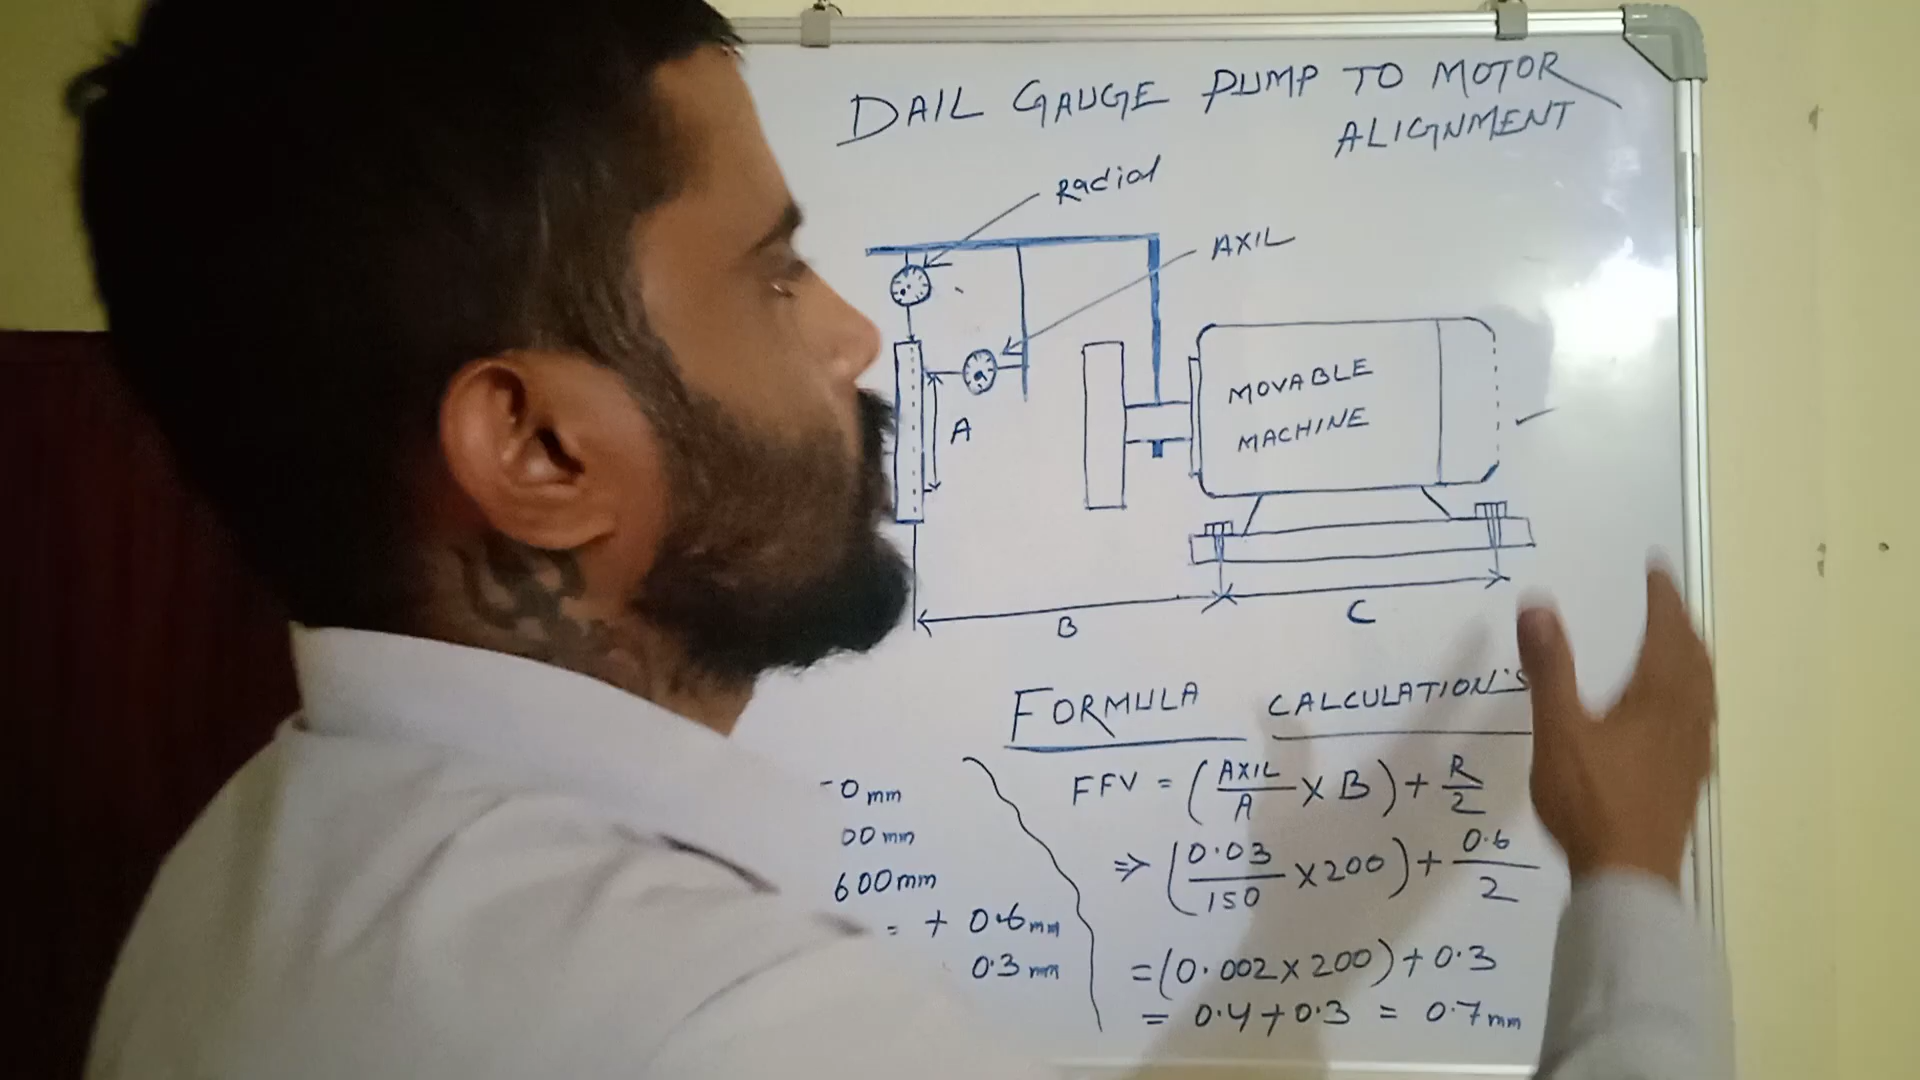 DAIL GAUGE PUMP TO MOTOR
ALIGNMENT
Radial
AXIL
MOVABLE
MACHINE
A
B
C
FORMULA CALCULATION'S
0 mm
00 mm
600mm
= + 0.6mm
0.3 mm
FFV = (AXIL/A × B) + R/2
⇒ (0.03/150 × 200) + 0.6/2
= (0.002 × 200) + 0.3
= 0.4 + 0.3 = 0.7mm